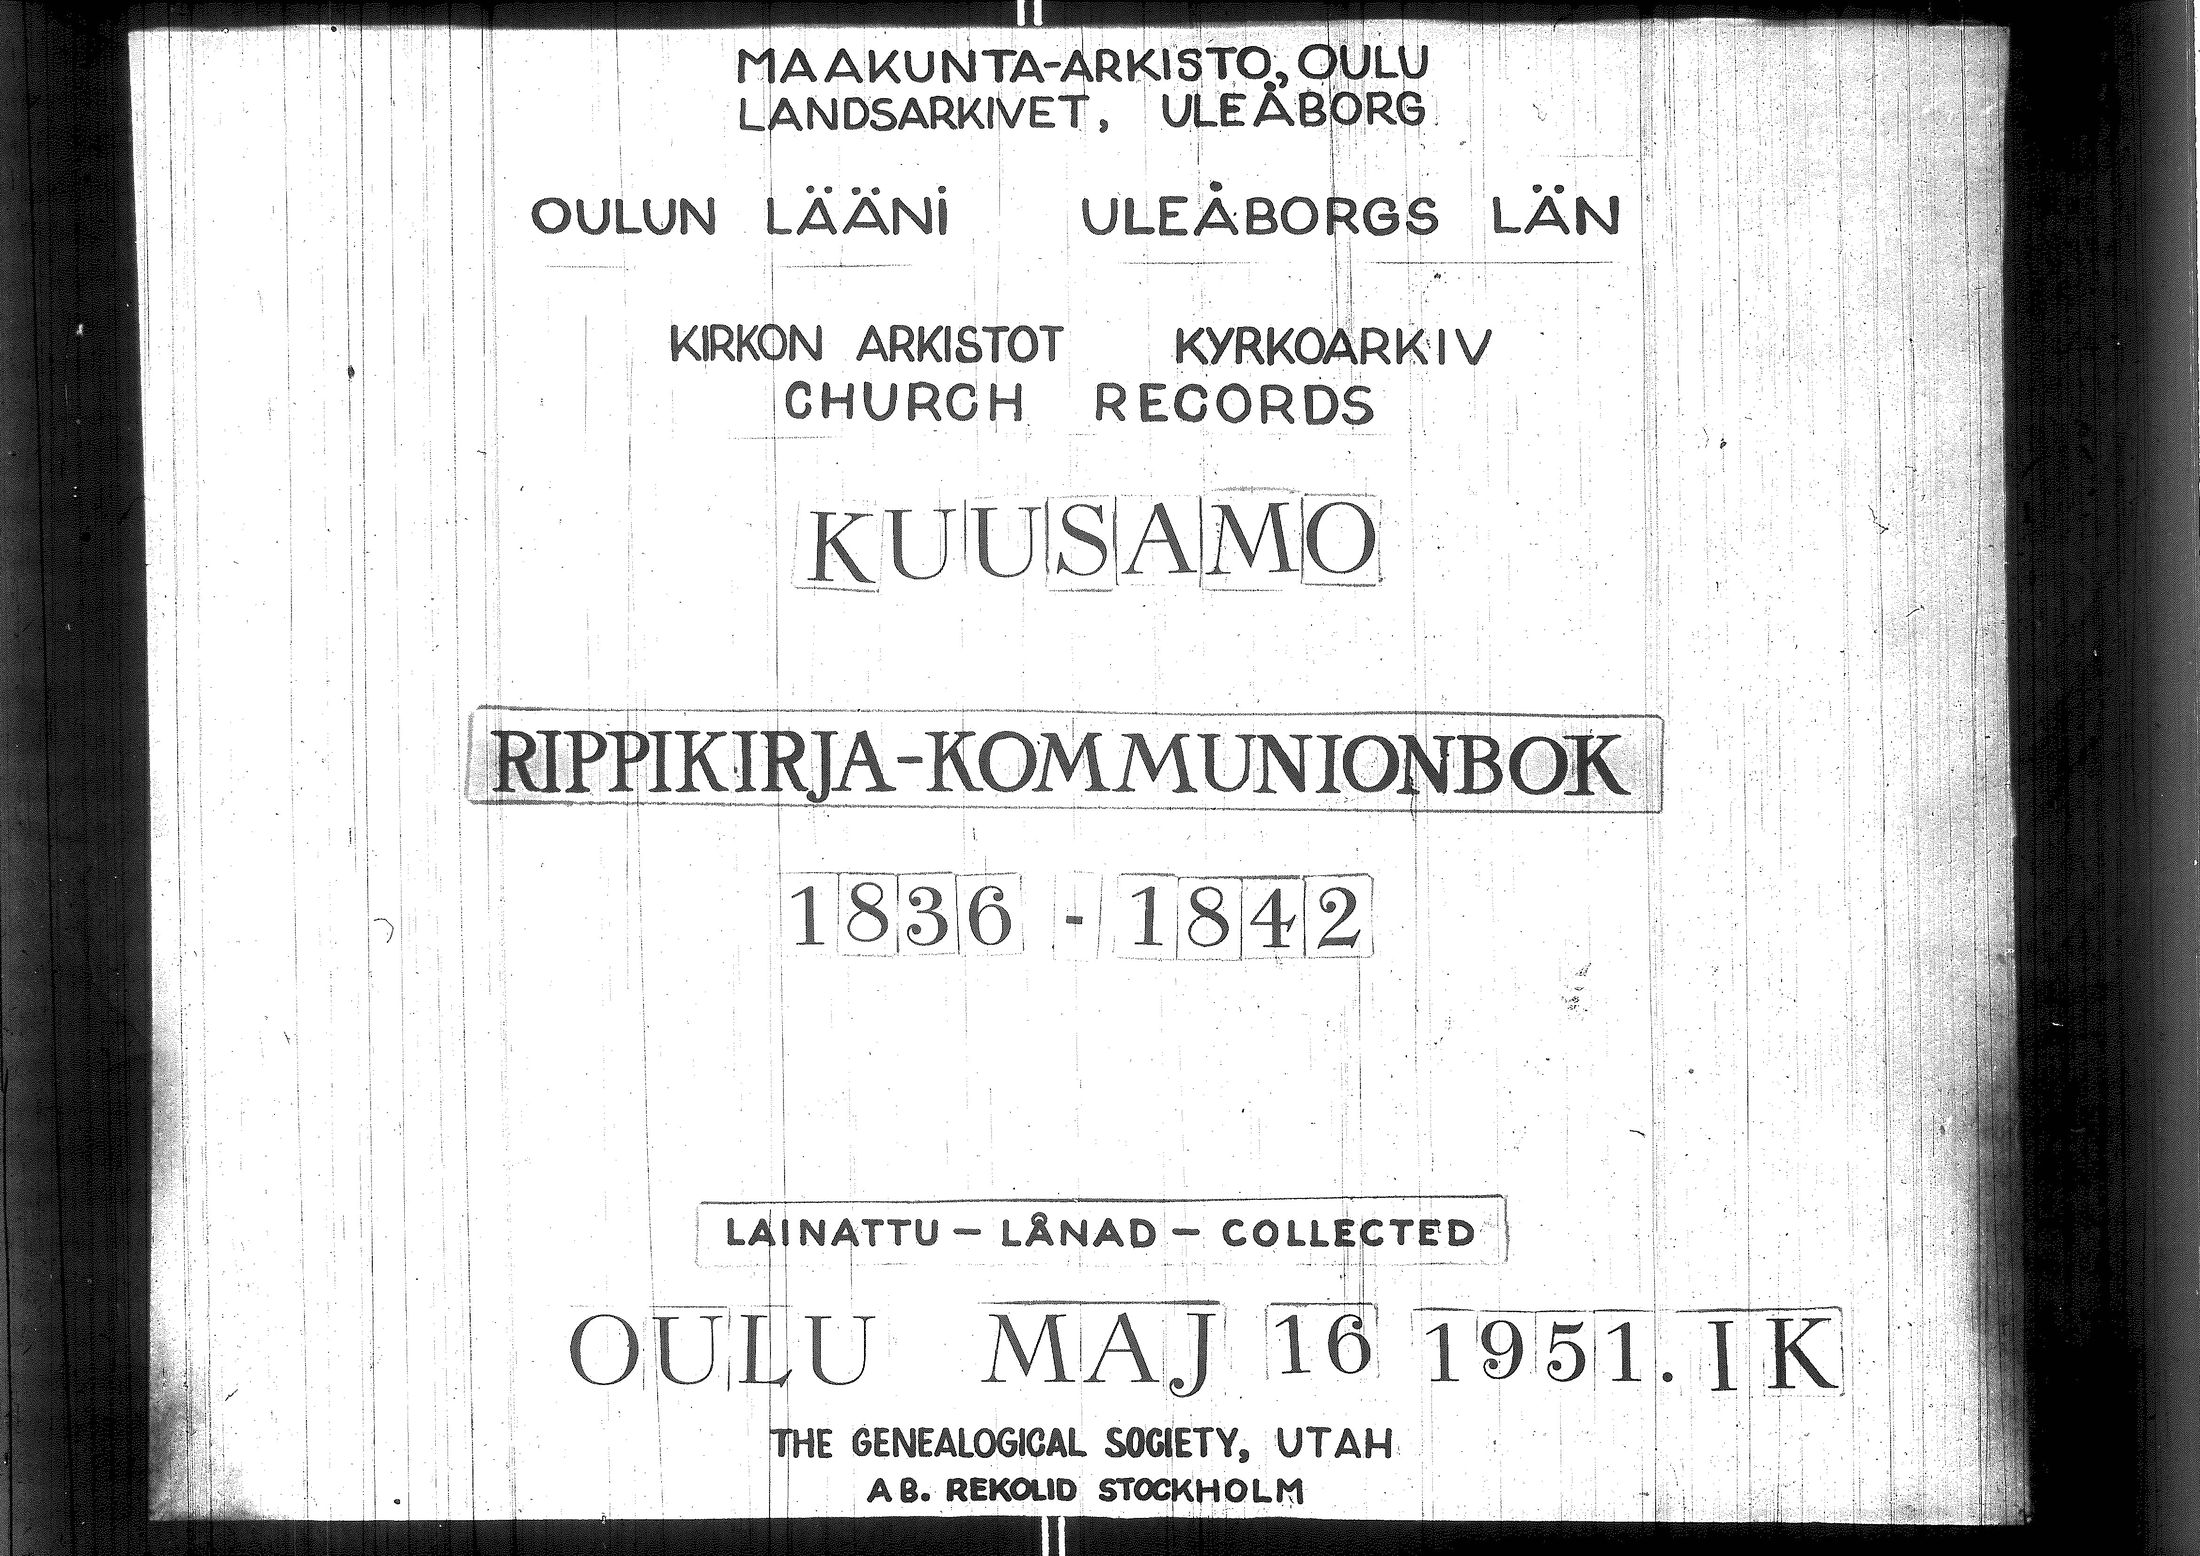 MAAKUNTA-ARKISTO, OULU
LANDSARKIVET, ULEÅBORG
OULUN LÄÄNI ULEÅBORGS LÄN
KIRKON ARKISTOT KYRKOARKIV
CHURCH RECORDS
KUUSAMO
RIPPIKIRJA-KOMMUNIONBOK
1836 - 1842
LAINATTU – LÅNAD – COLLECTED
OULU MAJ 16 1951. IK
THE GENEALOGICAL SOCIETY, UTAH
AB. REKOLID STOCKHOLM